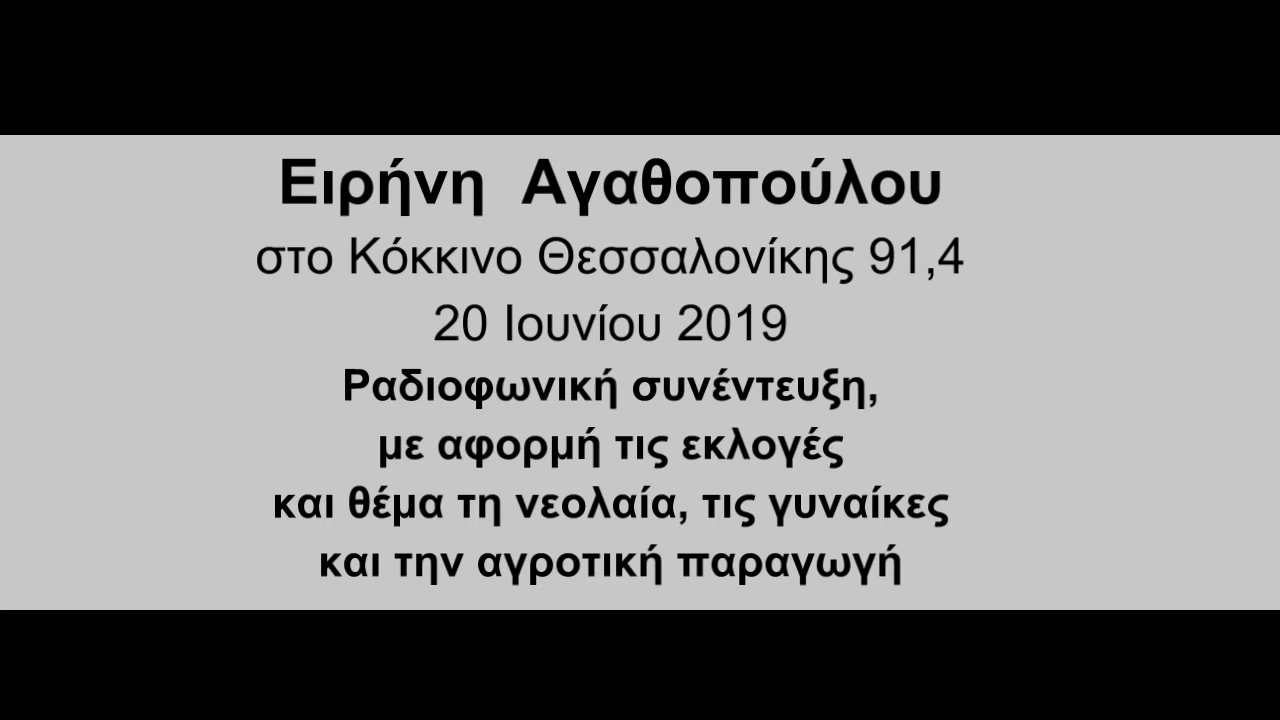 Ειρήνη Αγαθοπούλου
στο Κόκκινο Θεσσαλονίκης 91,4
20 Ιουνίου 2019
Ραδιοφωνική συνέντευξη,
με αφορμή τις εκλογές
και θέμα τη νεολαία, τις γυναίκες
και την αγροτική παραγωγή